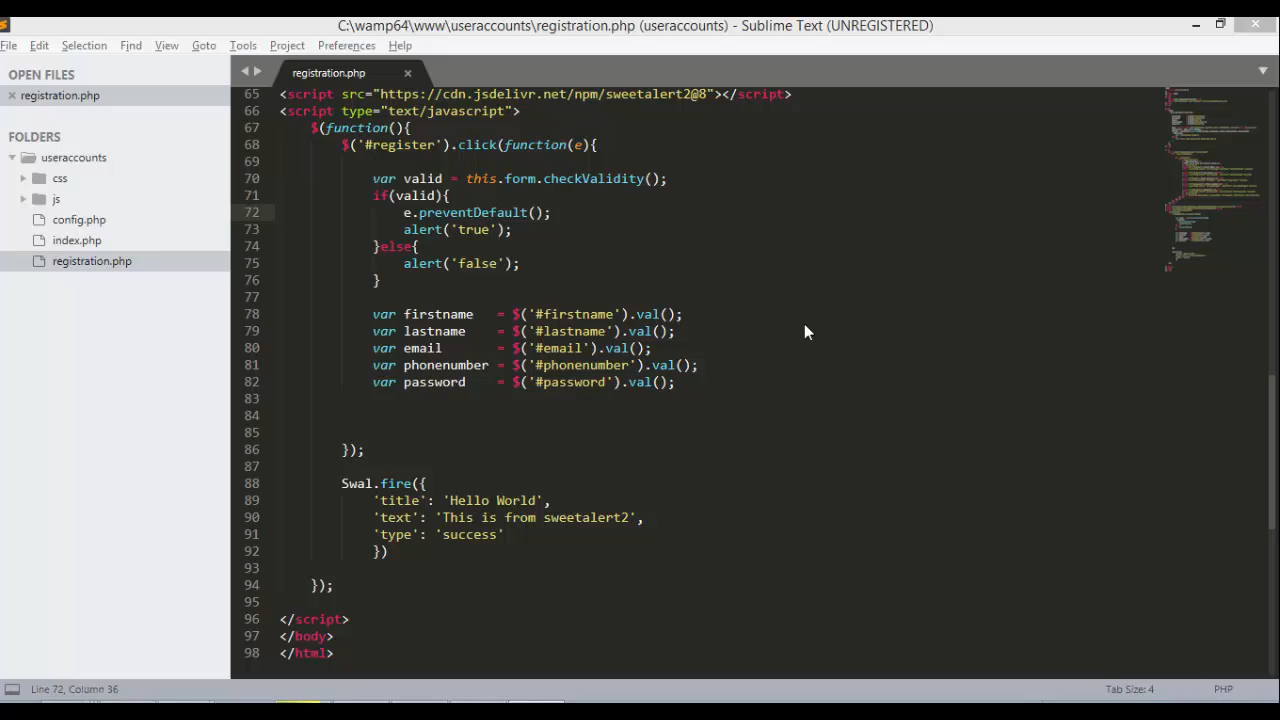 C:\wamp64\www\useraccounts\registration.php (useraccounts) - Sublime Text (UNREGISTERED)
File Edit Selection Find View Goto Tools Project Preferences Help
OPEN FILES
registration.php
FOLDERS
useraccounts
css
js
config.php
index.php
registration.php
registration.php
65 <script src="https://cdn.jsdelivr.net/npm/sweetalert2@8"></script>
66 <script type="text/javascript">
67 $(function(){
68 $('#register').click(function(e){
69
70 var valid = this.form.checkValidity();
71 if(valid){
72 e.preventDefault();
73 alert('true');
74 }else{
75 alert('false');
76 }
77
78 var firstname = $('#firstname').val();
79 var lastname = $('#lastname').val();
80 var email = $('#email').val();
81 var phonenumber = $('#phonenumber').val();
82 var password = $('#password').val();
83
84
85
86 });
87
88 Swal.fire({
89 'title': 'Hello World',
90 'text': 'This is from sweetalert2',
91 'type': 'success'
92 })
93
94 });
95
96 </script>
97 </body>
98 </html>
Line 72, Column 36
Tab Size: 4
PHP